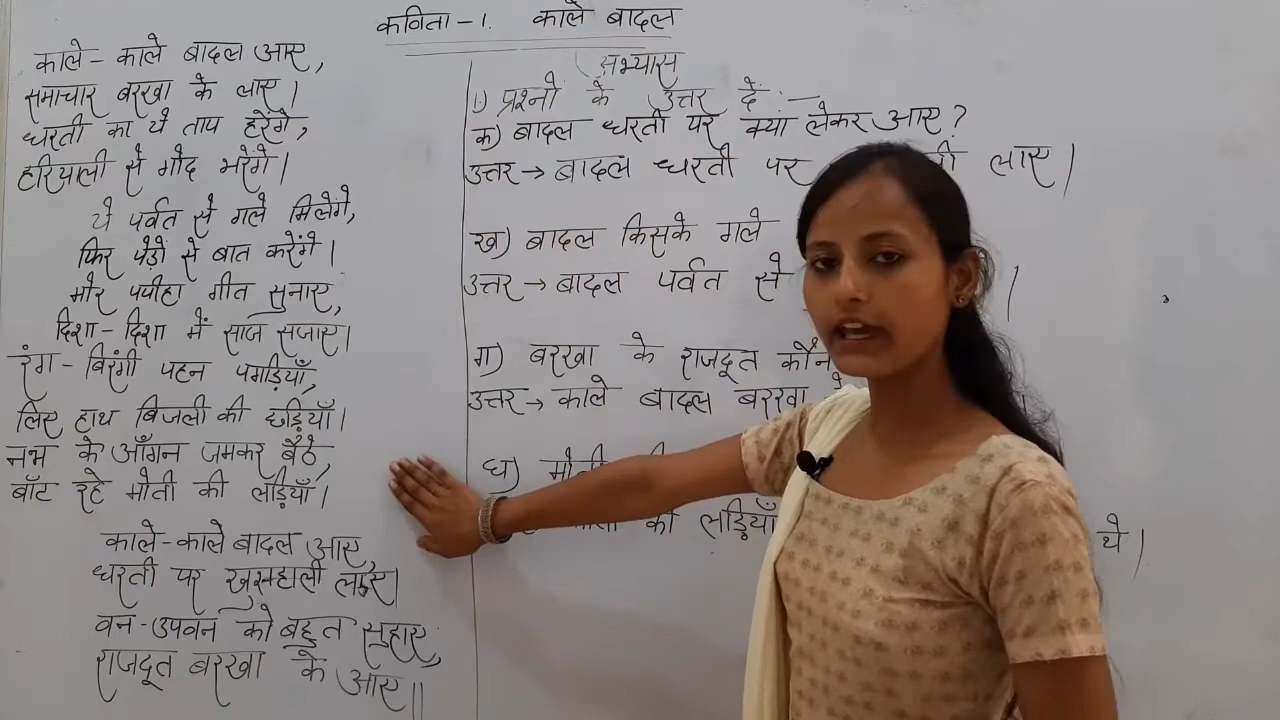 कविता - 1. काले बादल
काले - काले बादल आए,
समाचार बरखा के लाए।
धरती का ये ताप हरेंगे,
हरियाली से गोद भरेंगे।
ये पर्वत से गले मिलेगे,
फिर पेड़ों से बात करेंगे।
मोर पपीहा गीत सुनाए,
दिशा - दिशा में साज सजाए।
रंग - बिरंगी पहन पगड़ियाँ,
लिए हाथ बिजली की छड़ियाँ।
नभ के आँगन जमकर बैठे,
बाँट रहे मोती की लड़ियाँ।
काले-काले बादल आए,
धरती पर खुसहाली लाए।
वन-उपवन को बहुत सुहाए,
राजदूत बरखा के आए॥
अभ्यास
1) प्रश्नो के उत्तर दें :—
क) बादल धरती पर क्या लेकर आए?
उत्तर → बादल धरती पर ली लाए।
ख) बादल किसके गले
उत्तर → बादल पर्वत से ।
ग) बरखा के राजदूत कौन
उत्तर → काले बादल बरखा
घ) मोती की
की लड़ियाँ थे।